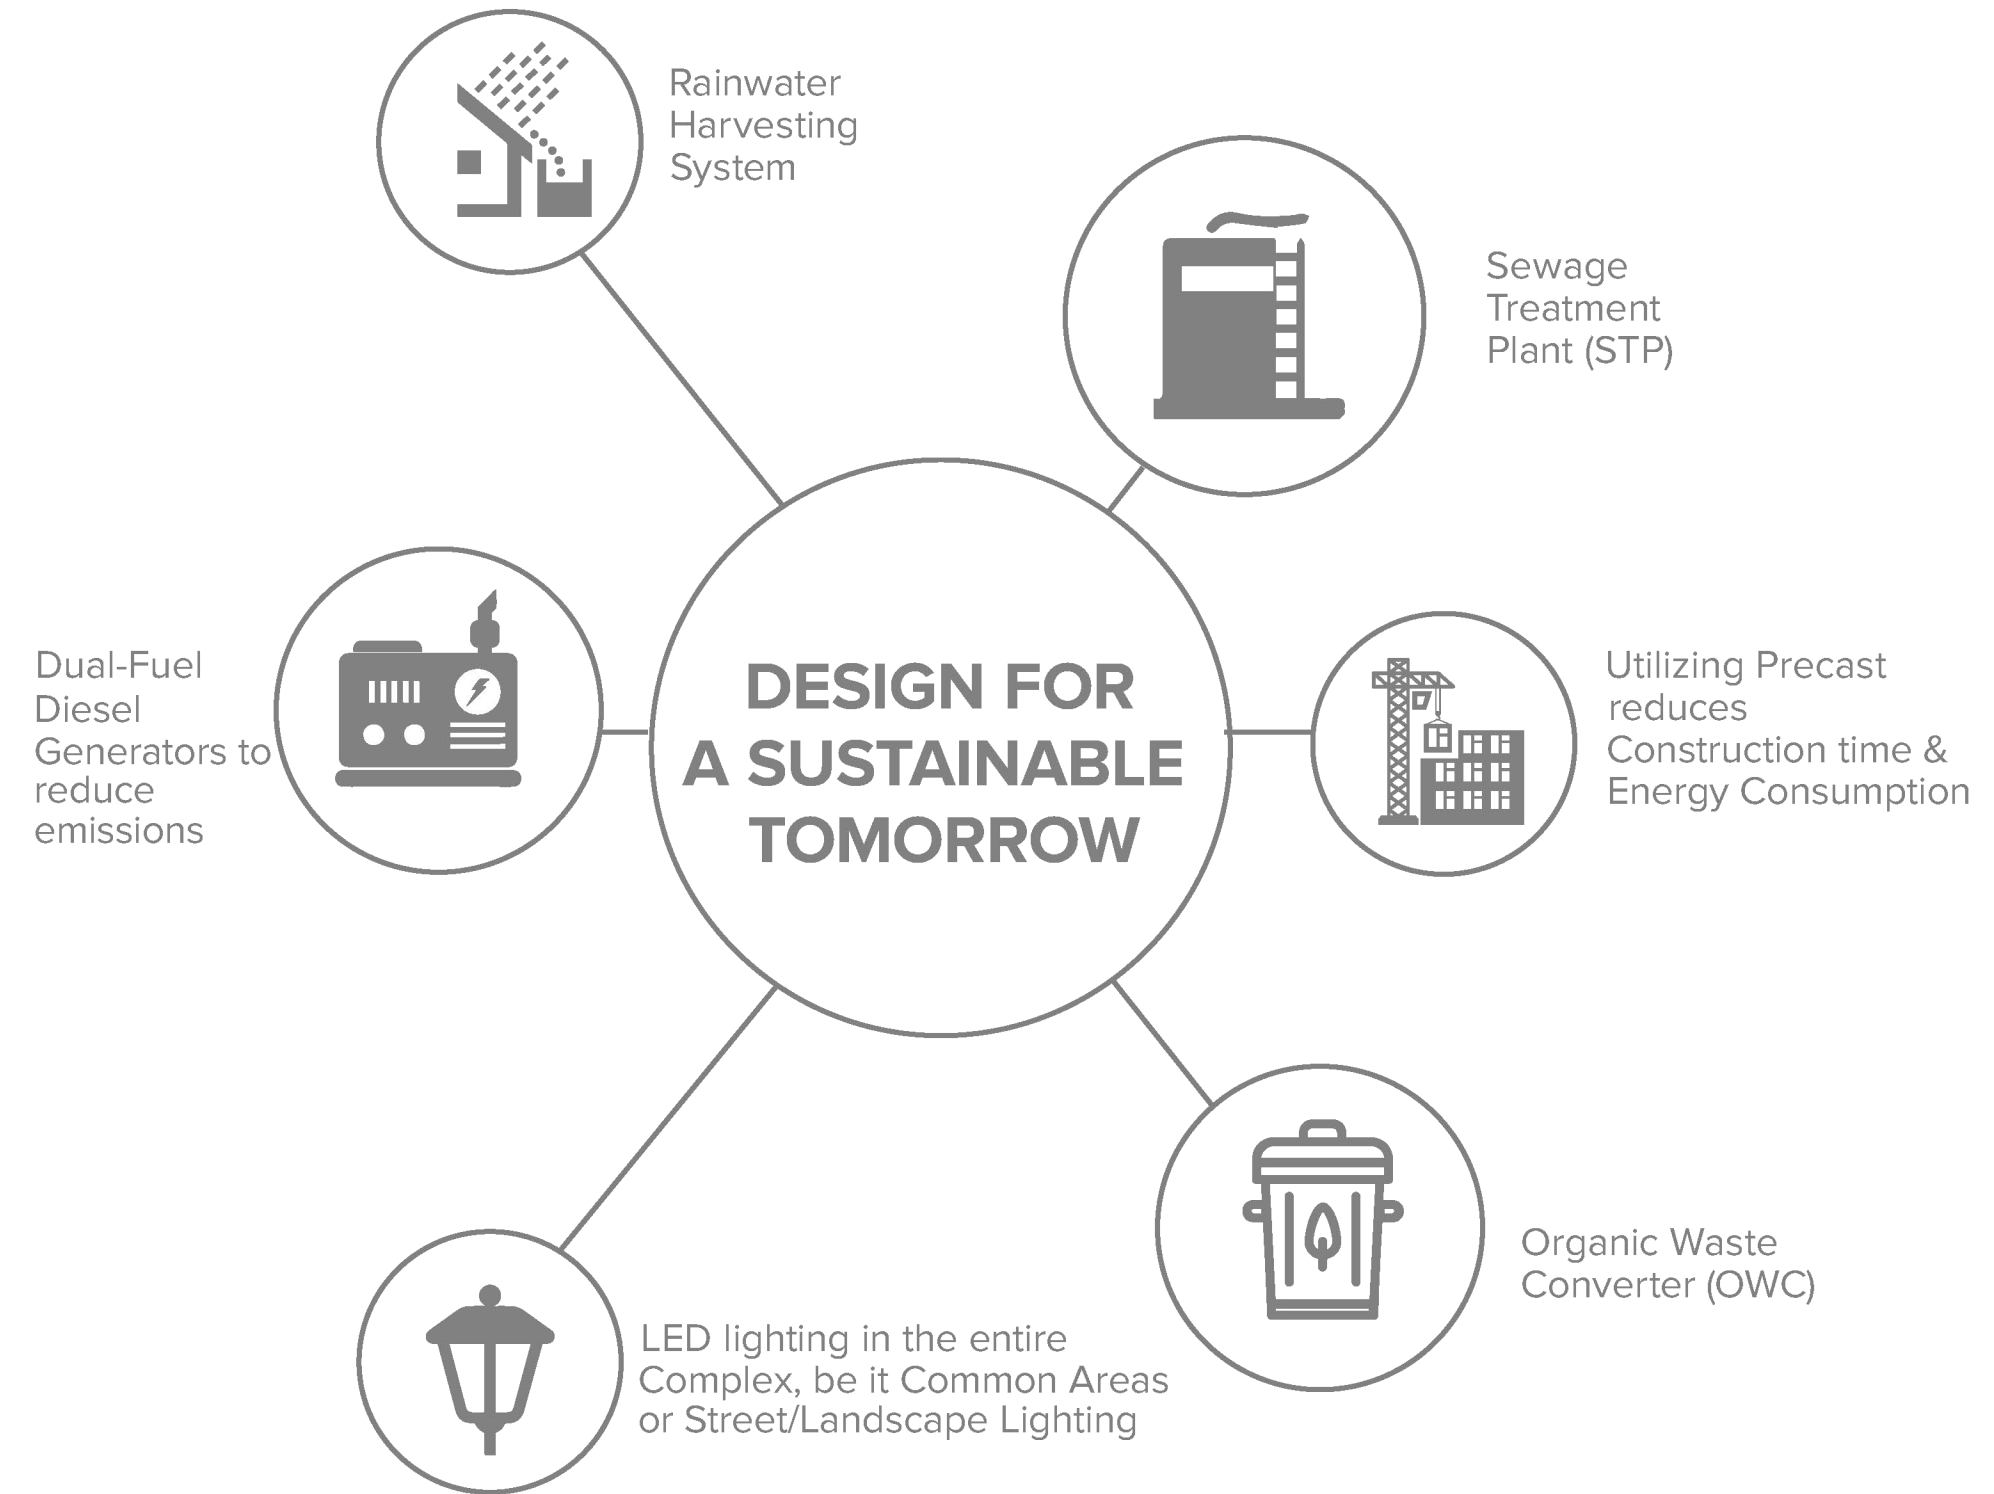 Rainwater
Harvesting
System
Sewage
Treatment
Plant (STP)
Dual-Fuel
Diesel
Generators to
reduce
emissions
DESIGN FOR
A SUSTAINABLE
TOMORROW
Utilizing Precast
reduces
Construction time &
Energy Consumption
Organic Waste
Converter (OWC)
LED lighting in the entire
Complex, be it Common Areas
or Street/Landscape Lighting